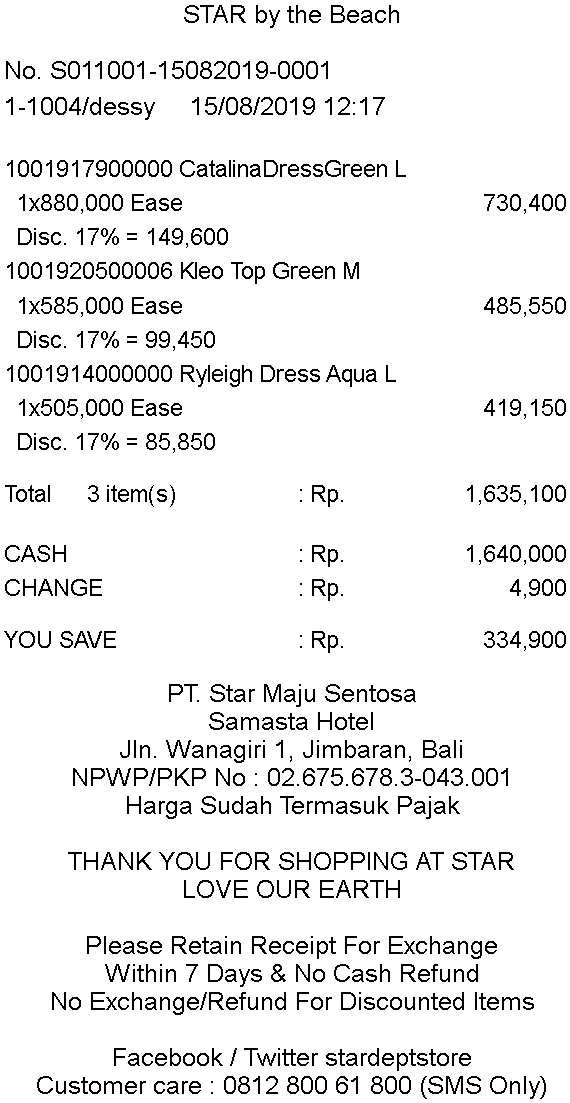 STAR by the Beach
No. S011001-15082019-0001
1-1004/dessy 15/08/2019 12:17
1001917900000 CatalinaDressGreen L
1x880,000 Ease 730,400
Disc. 17% = 149,600
1001920500006 Kleo Top Green M
1x585,000 Ease 485,550
Disc. 17% = 99,450
1001914000000 Ryleigh Dress Aqua L
1x505,000 Ease 419,150
Disc. 17% = 85,850
Total 3 item(s) : Rp. 1,635,100
CASH : Rp. 1,640,000
CHANGE : Rp. 4,900
YOU SAVE : Rp. 334,900
PT. Star Maju Sentosa
Samasta Hotel
Jln. Wanagiri 1, Jimbaran, Bali
NPWP/PKP No : 02.675.678.3-043.001
Harga Sudah Termasuk Pajak
THANK YOU FOR SHOPPING AT STAR
LOVE OUR EARTH
Please Retain Receipt For Exchange
Within 7 Days & No Cash Refund
No Exchange/Refund For Discounted Items
Facebook / Twitter stardeptstore
Customer care : 0812 800 61 800 (SMS Only)